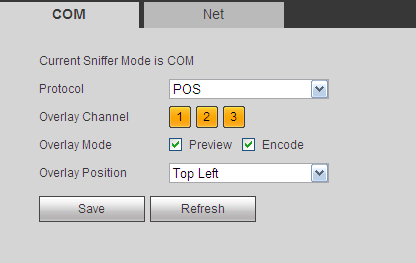 COM Net
Current Sniffer Mode is COM
Protocol POS
Overlay Channel 1 2 3
Overlay Mode Preview Encode
Overlay Position Top Left
Save Refresh